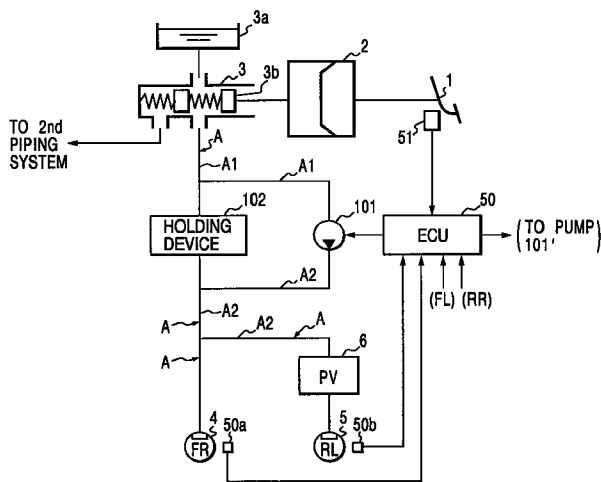 3a
2
3
3b
1
TO 2nd
PIPING
SYSTEM
A
51
A1
A1
102
101
50
HOLDING
DEVICE
ECU
(TO PUMP
101')
A2
(FL) (RR)
A2
A
A2
A
A
6
PV
4
50a
5
50b
FR
RL